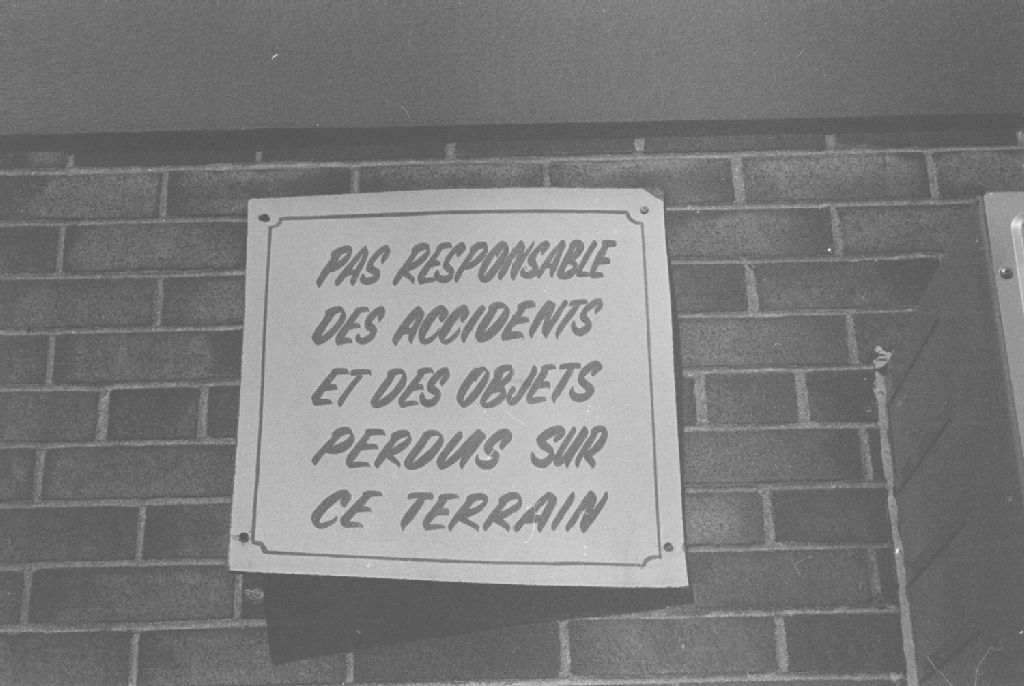 PAS RESPONSABLE
DES ACCIDENTS
ET DES OBJETS
PERDUS SUR
CE TERRAIN